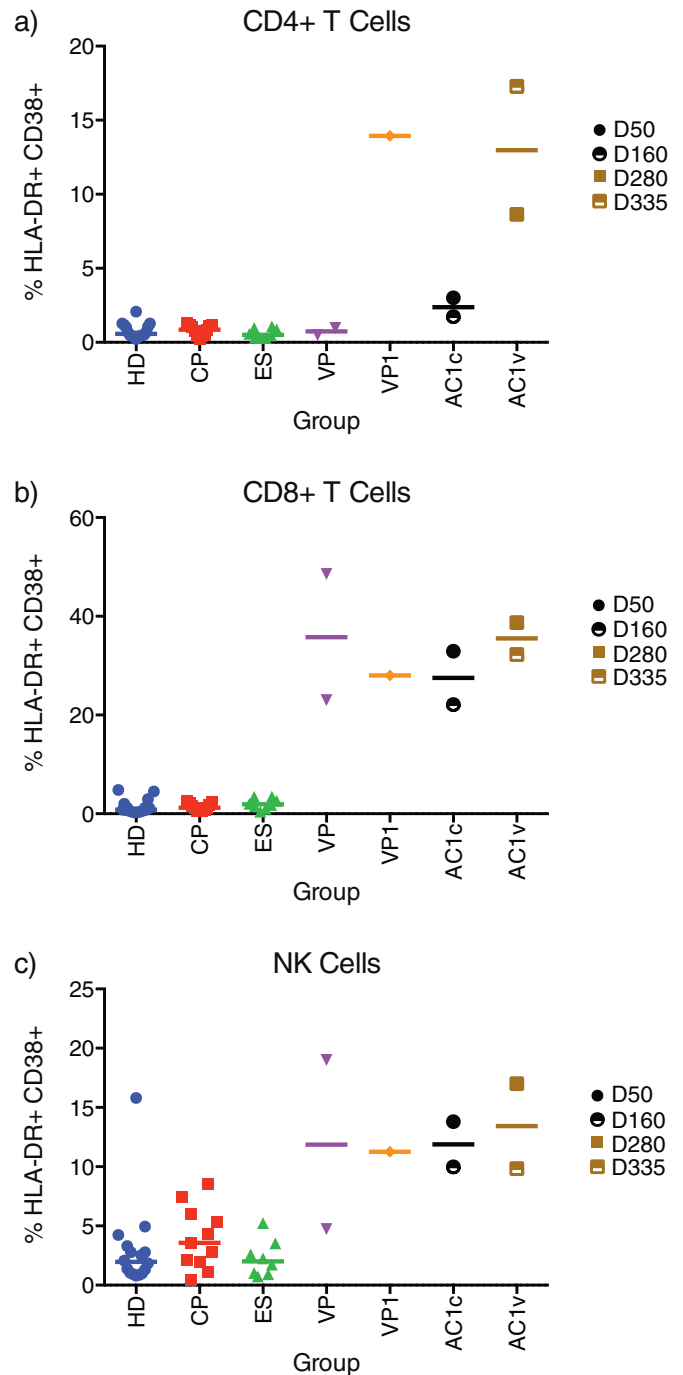 a) CD4+ T Cells
% HLA-DR+ CD38+
20
15
10
5
0
HD
CP
ES
VP
VP1
AC1c
AC1v
Group
D50
D160
D280
D335
b) CD8+ T Cells
% HLA-DR+ CD38+
60
40
20
0
HD
CP
ES
VP
VP1
AC1c
AC1v
Group
D50
D160
D280
D335
c) NK Cells
% HLA-DR+ CD38+
25
20
15
10
5
0
HD
CP
ES
VP
VP1
AC1c
AC1v
Group
D50
D160
D280
D335